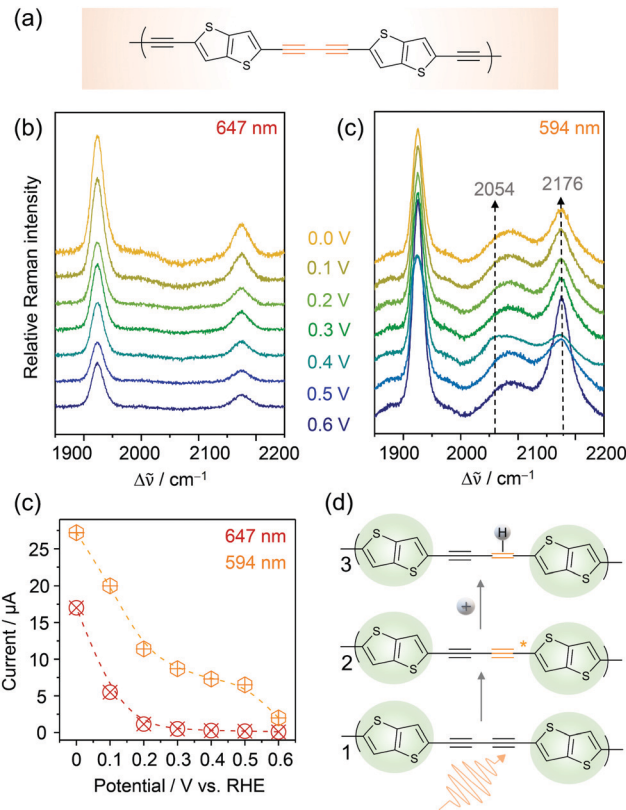 (a)
S
S
S
S
(b)
647 nm
(c)
594 nm
2054
2176
Relative Raman intensity
0.0 V
0.1 V
0.2 V
0.3 V
0.4 V
0.5 V
0.6 V
1900 2000 2100 2200
1900 2000 2100 2200
Δν̃ / cm⁻¹
Δν̃ / cm⁻¹
(c)
647 nm
594 nm
Current / µA
25
20
15
10
5
0
0 0.1 0.2 0.3 0.4 0.5 0.6
Potential / V vs. RHE
(d)
H
S
S
S
S
3
+
S
S
*
S
S
2
S
S
S
S
1